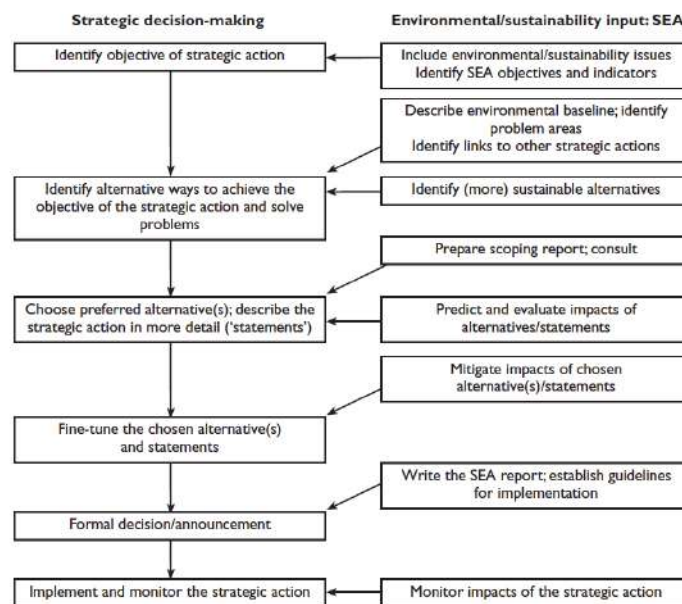 Strategic decision-making
Environmental/sustainability input: SEA
Identify objective of strategic action
Include environmental/sustainability issues
Identify SEA objectives and indicators
Describe environmental baseline; identify
problem areas
Identify links to other strategic actions
Identify alternative ways to achieve the
objective of the strategic action and solve
problems
Identify (more) sustainable alternatives
Prepare scoping report; consult
Choose preferred alternative(s); describe the
strategic action in more detail (‘statements’)
Predict and evaluate impacts of
alternatives/statements
Mitigate impacts of chosen
alternative(s)/statements
Fine-tune the chosen alternative(s)
and statements
Write the SEA report; establish guidelines
for implementation
Formal decision/announcement
Implement and monitor the strategic action
Monitor impacts of the strategic action